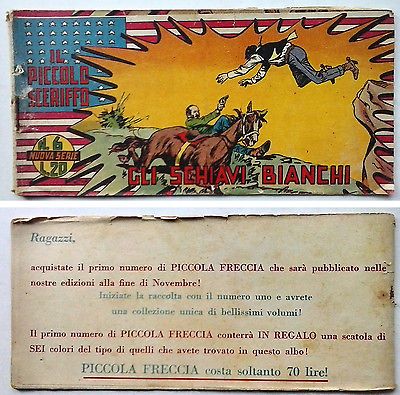 IL
PICCOLO
SCERIFFO
N. 6
NUOVA SERIE
L. 20
GLI SCHIAVI BIANCHI
Ragazzi,
acquistate il primo numero di PICCOLA FRECCIA che sarà pubblicato nelle
nostre edizioni alla fine di Novembre!
Iniziate la raccolta con il numero uno e avrete
una collezione unica di bellissimi volumi!
Il primo numero di PICCOLA FRECCIA conterrà IN REGALO una scatola di
SEI colori del tipo di quelli che avete trovato in questo albo!
PICCOLA FRECCIA costa soltanto 70 lire!